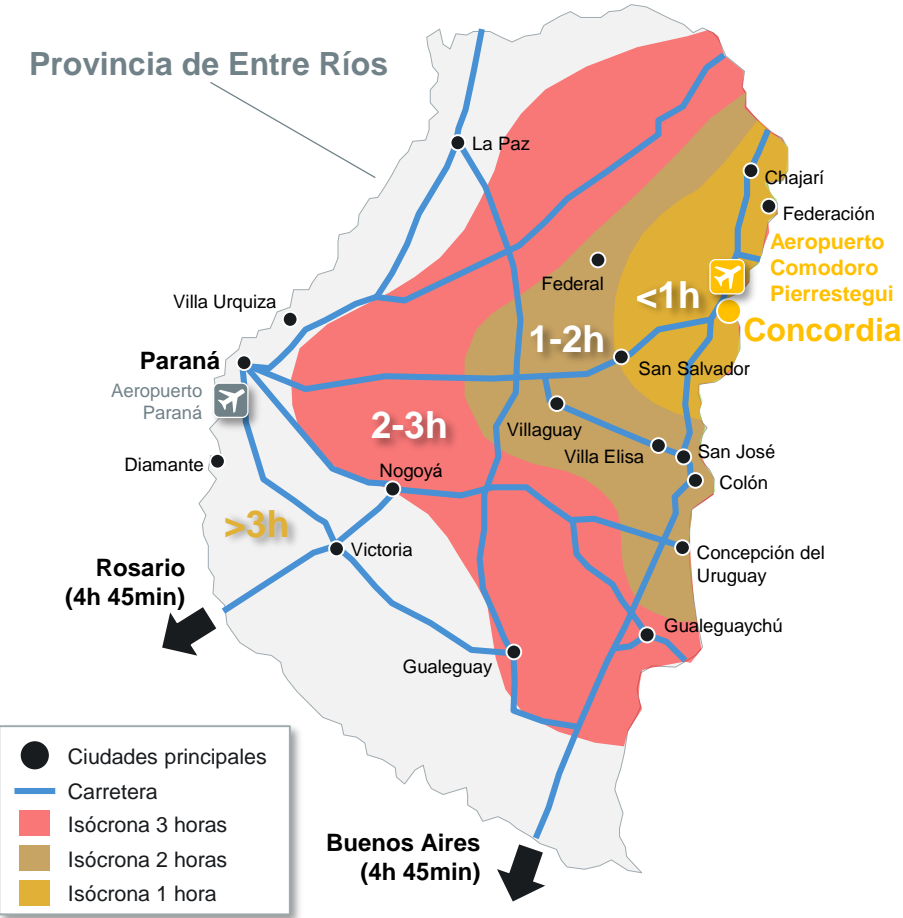 Provincia de Entre Ríos
La Paz
Chajarí
Federación
Aeropuerto
Comodoro
Pierrestegui
Federal
<1h
Villa Urquiza
1-2h
Concordia
Paraná
San Salvador
Aeropuerto
Paraná
2-3h
Villaguay
Villa Elisa
San José
Diamante
Nogoyá
Colón
>3h
Victoria
Concepción del
Uruguay
Rosario
(4h 45min)
Gualeguaychú
Gualeguay
Ciudades principales
Carretera
Isócrona 3 horas
Isócrona 2 horas
Isócrona 1 hora
Buenos Aires
(4h 45min)